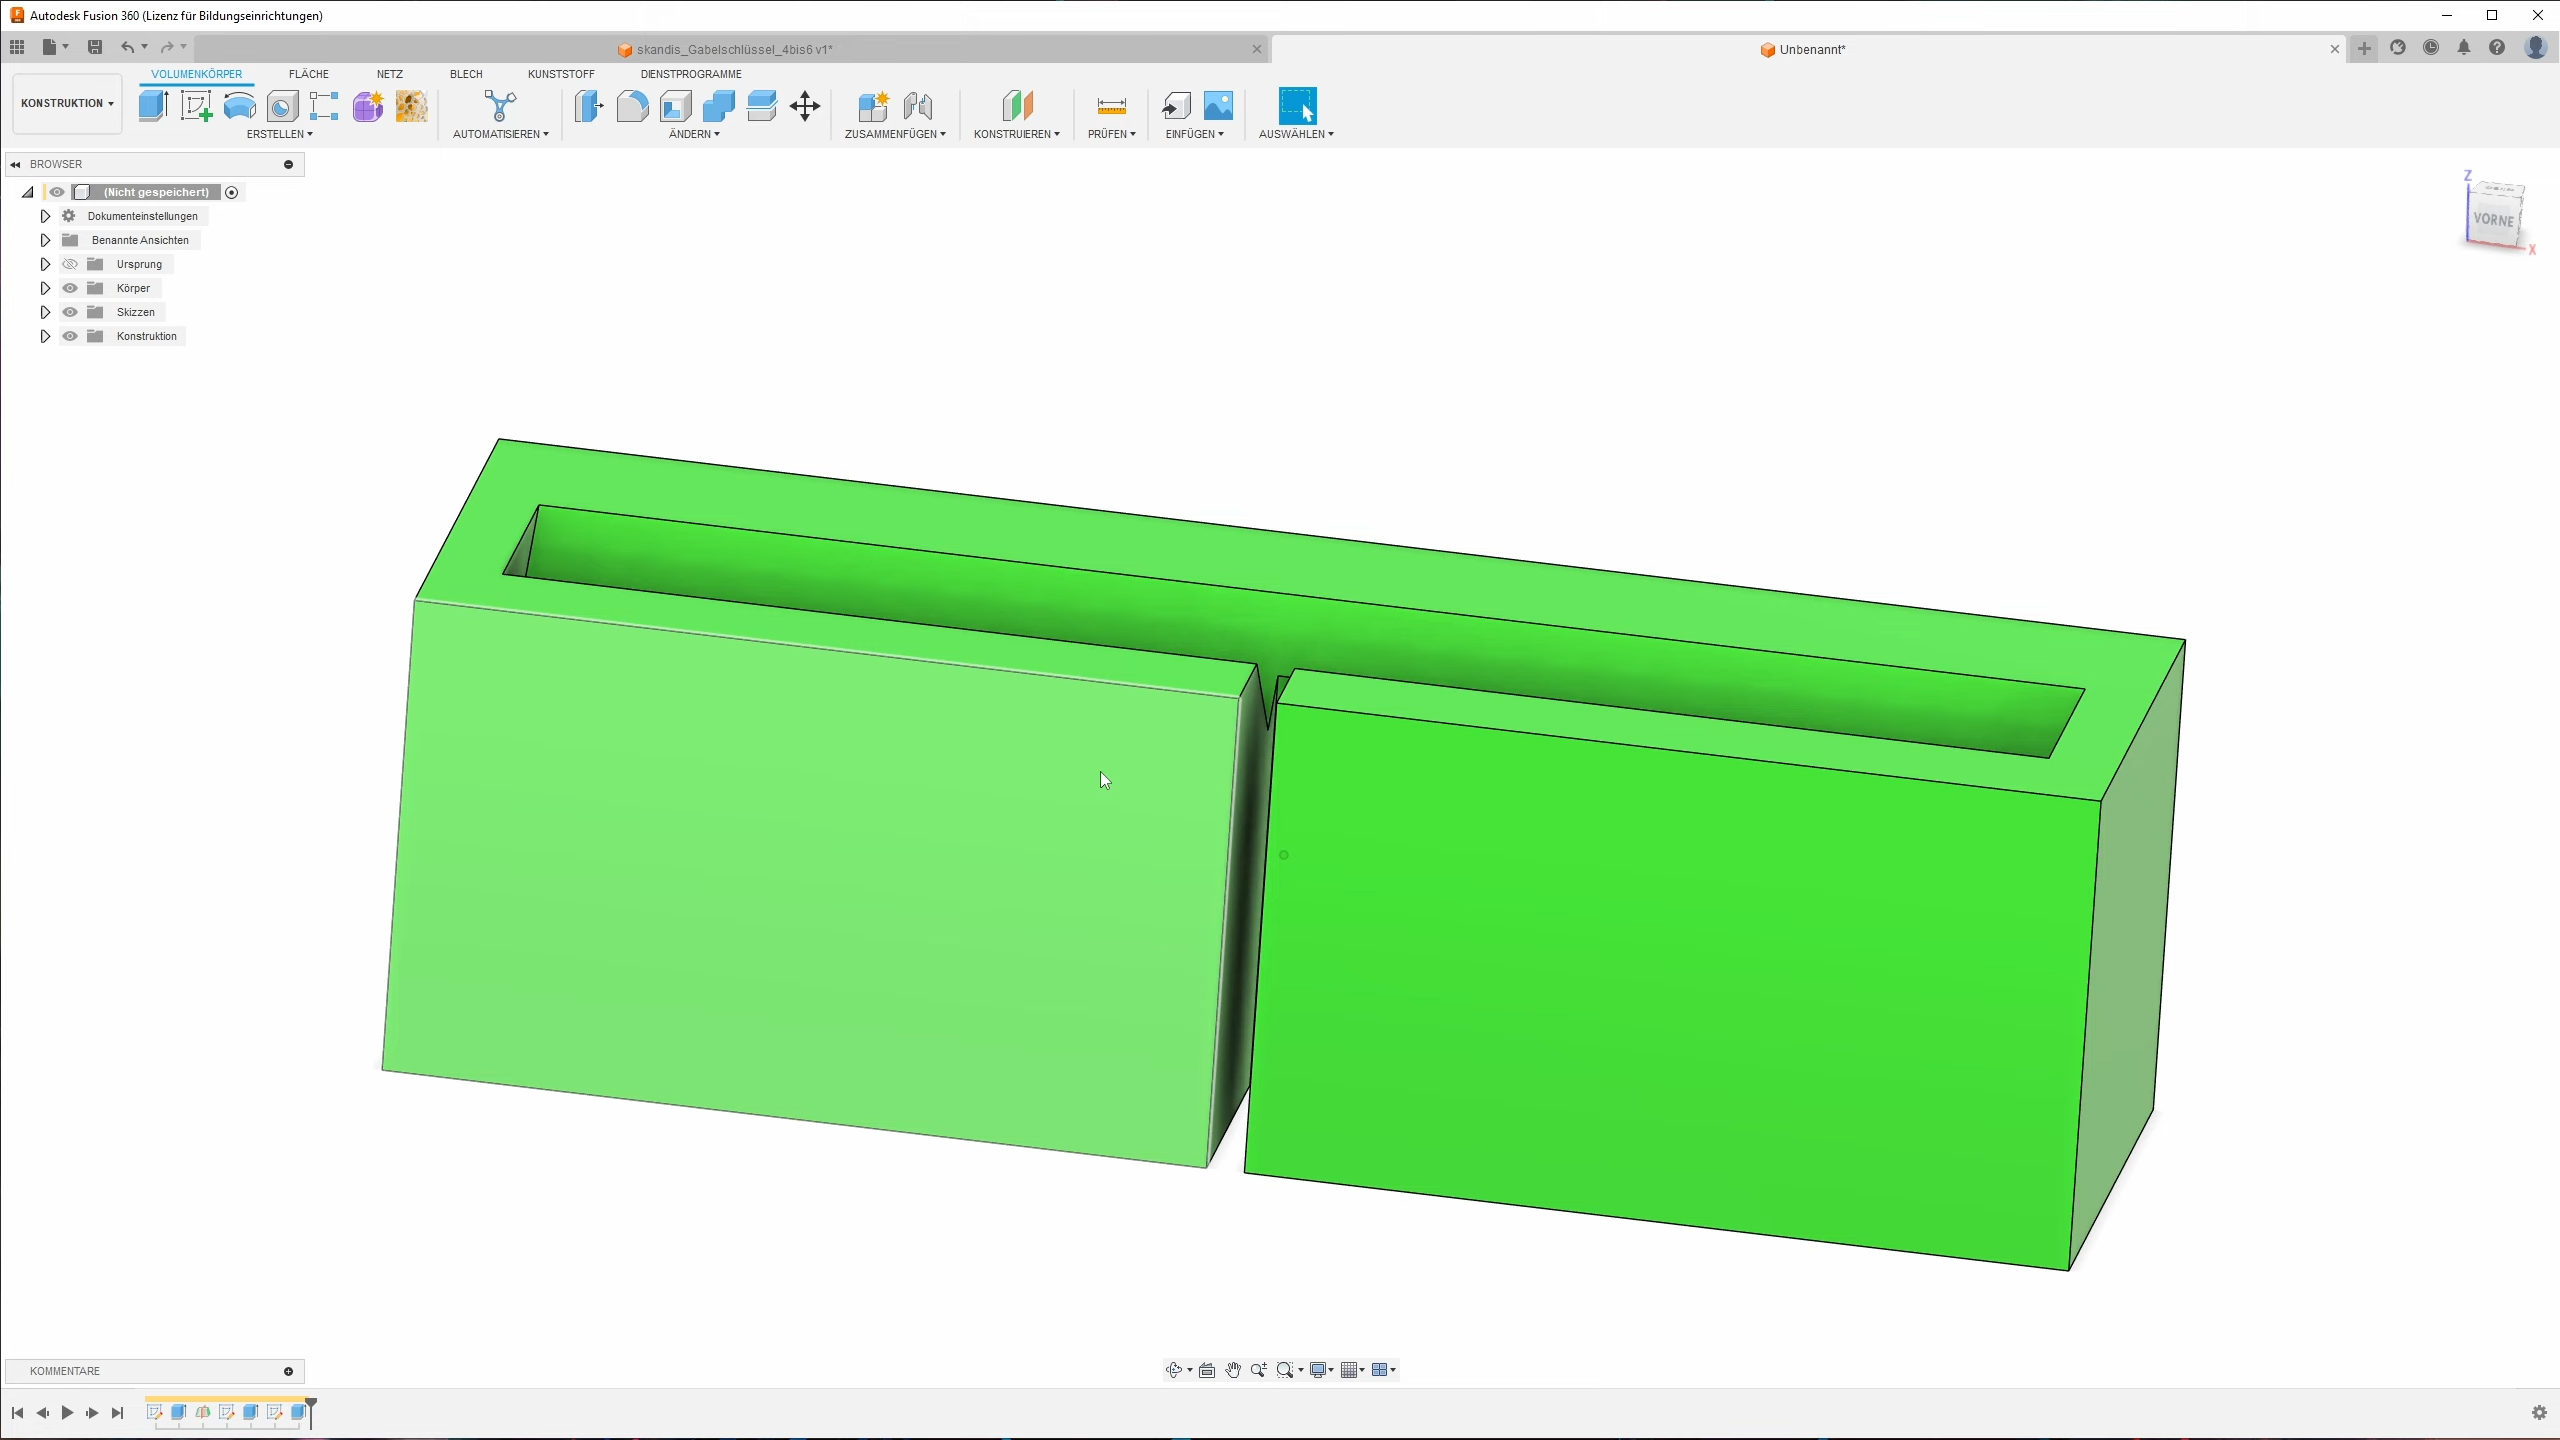 Autodesk Fusion 360 (Lizenz für Bildungseinrichtungen)
skandis_Gabelschlüssel_4bis6 v1*
Unbenannt*
KONSTRUKTION
VOLUMENKÖRPER
FLÄCHE
NETZ
BLECH
KUNSTSTOFF
DIENSTPROGRAMME
ERSTELLEN
AUTOMATISIEREN
ÄNDERN
ZUSAMMENFÜGEN
KONSTRUIEREN
PRÜFEN
EINFÜGEN
AUSWÄHLEN
BROWSER
(Nicht gespeichert)
Dokumenteinstellungen
Benannte Ansichten
Ursprung
Körper
Skizzen
Konstruktion
Z
VORNE
X
KOMMENTARE